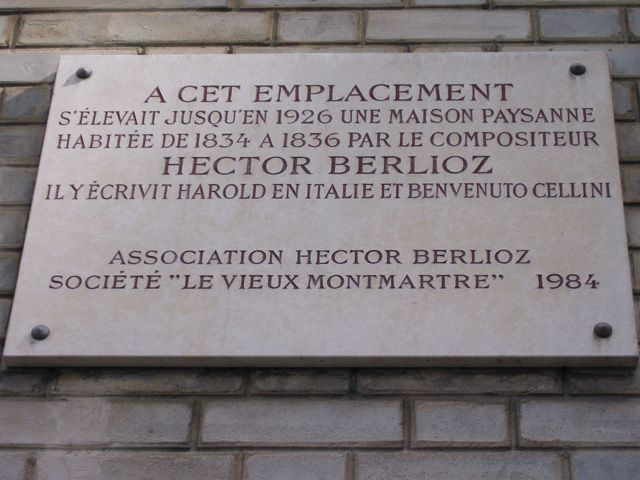 A CET EMPLACEMENT
S'ÉLEVAIT JUSQU'EN 1926 UNE MAISON PAYSANNE
HABITÉE DE 1834 A 1836 PAR LE COMPOSITEUR
HECTOR BERLIOZ
IL Y ÉCRIVIT HAROLD EN ITALIE ET BENVENUTO CELLINI
ASSOCIATION HECTOR BERLIOZ
SOCIÉTÉ "LE VIEUX MONTMARTRE" 1984